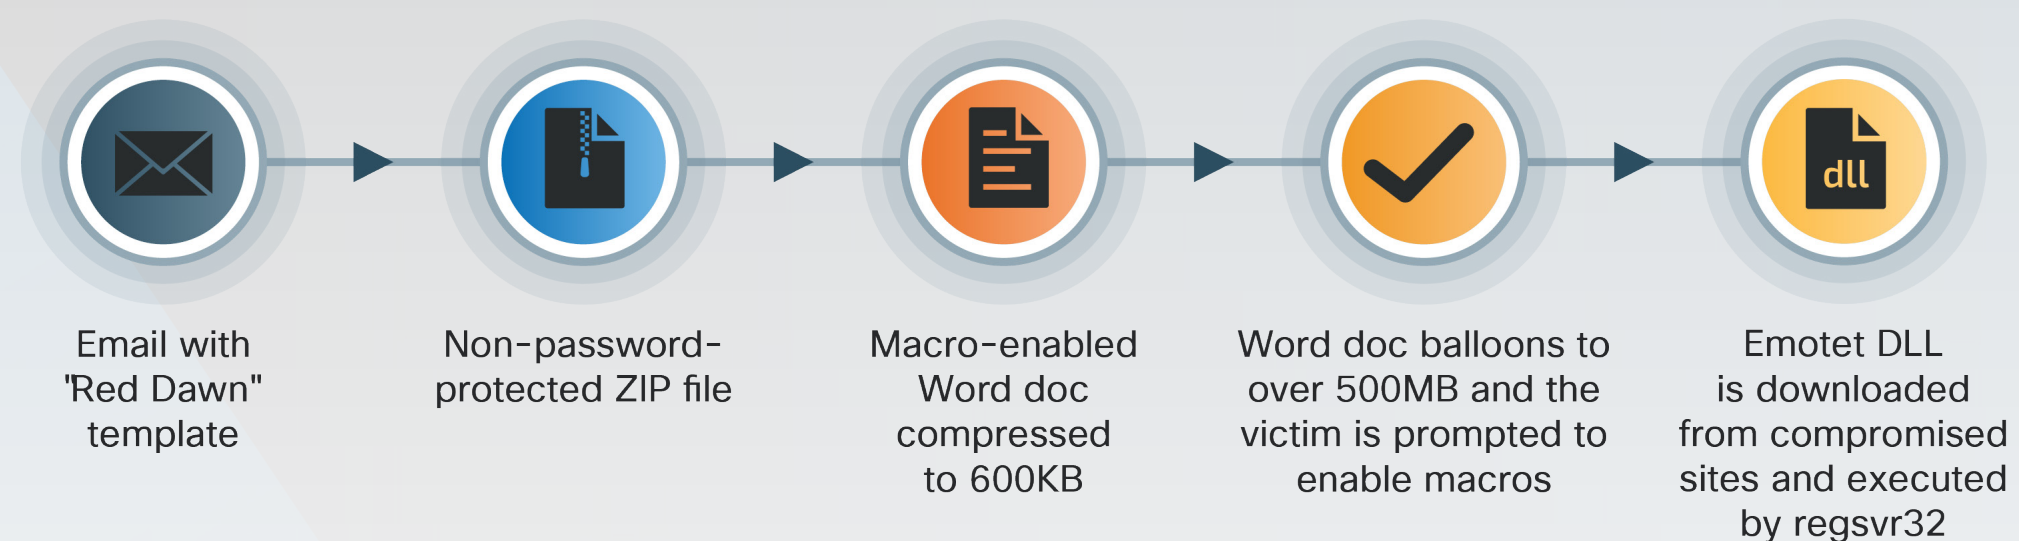 Email with
"Red Dawn"
template
Non-password-
protected ZIP file
Macro-enabled
Word doc
compressed
to 600KB
Word doc balloons to
over 500MB and the
victim is prompted to
enable macros
dll
Emotet DLL
is downloaded
from compromised
sites and executed
by regsvr32